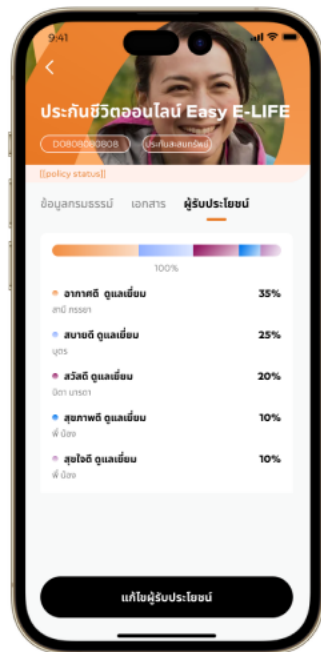 9:41
ประกันชีวิตออนไลน์ Easy E-LIFE
D0808080808 ประกันสะสมทรัพย์
[[policy status]]
ข้อมูลกรมธรรม์ เอกสาร ผู้รับประโยชน์
100%
อากาศดี ดูแลเยี่ยม 35%
สามี ภรรยา
สบายดี ดูแลเยี่ยม 25%
บุตร
สวัสดี ดูแลเยี่ยม 20%
บิดา มารดา
สุขภาพดี ดูแลเยี่ยม 10%
พี่ น้อง
สุขใจดี ดูแลเยี่ยม 10%
พี่ น้อง
แก้ไขผู้รับประโยชน์